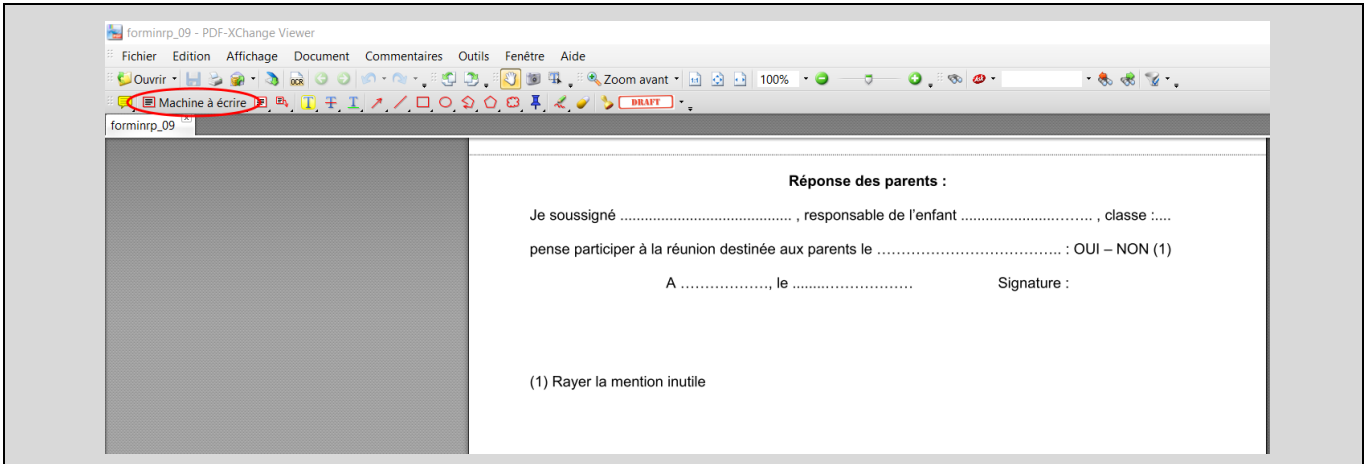 forminrp_09 - PDF-XChange Viewer
Fichier Edition Affichage Document Commentaires Outils Fenêtre Aide
Ouvrir OCR Zoom avant 100%
Machine à écrire T T T DRAFT
forminrp_09
Réponse des parents :
Je soussigné .......................................... , responsable de l’enfant .......................…….. , classe :....
pense participer à la réunion destinée aux parents le ……………………………….. : OUI – NON (1)
A ………………, le ........……………… Signature :
(1) Rayer la mention inutile